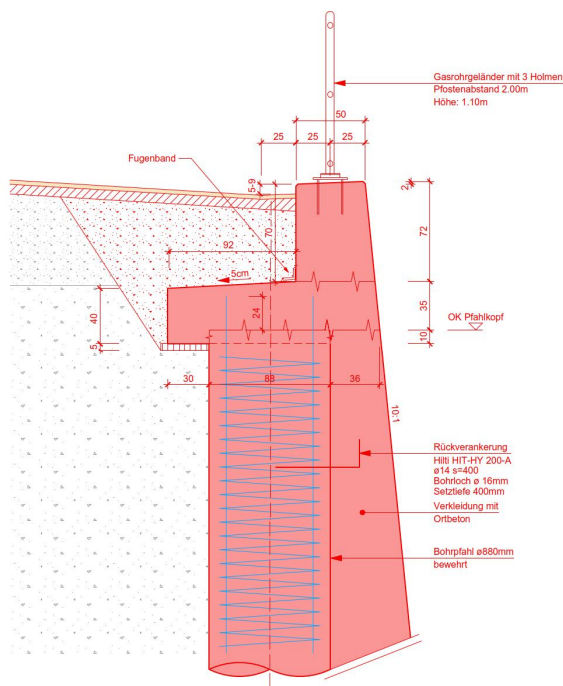 Gasrohrgeländer mit 3 Holmen
Pfostenabstand 2.00m
Höhe: 1.10m
50
25
25
25
Fugenband
5-9
2
70
72
92
5cm
24
40
35
OK Pfahlkopf
10
5
30
88
36
10:1
Rückverankerung
Hilti HIT-HY 200-A
ø14 s=400
Bohrloch ø 16mm
Setztiefe 400mm
Verkleidung mit
Ortbeton
Bohrpfahl ø880mm
bewehrt